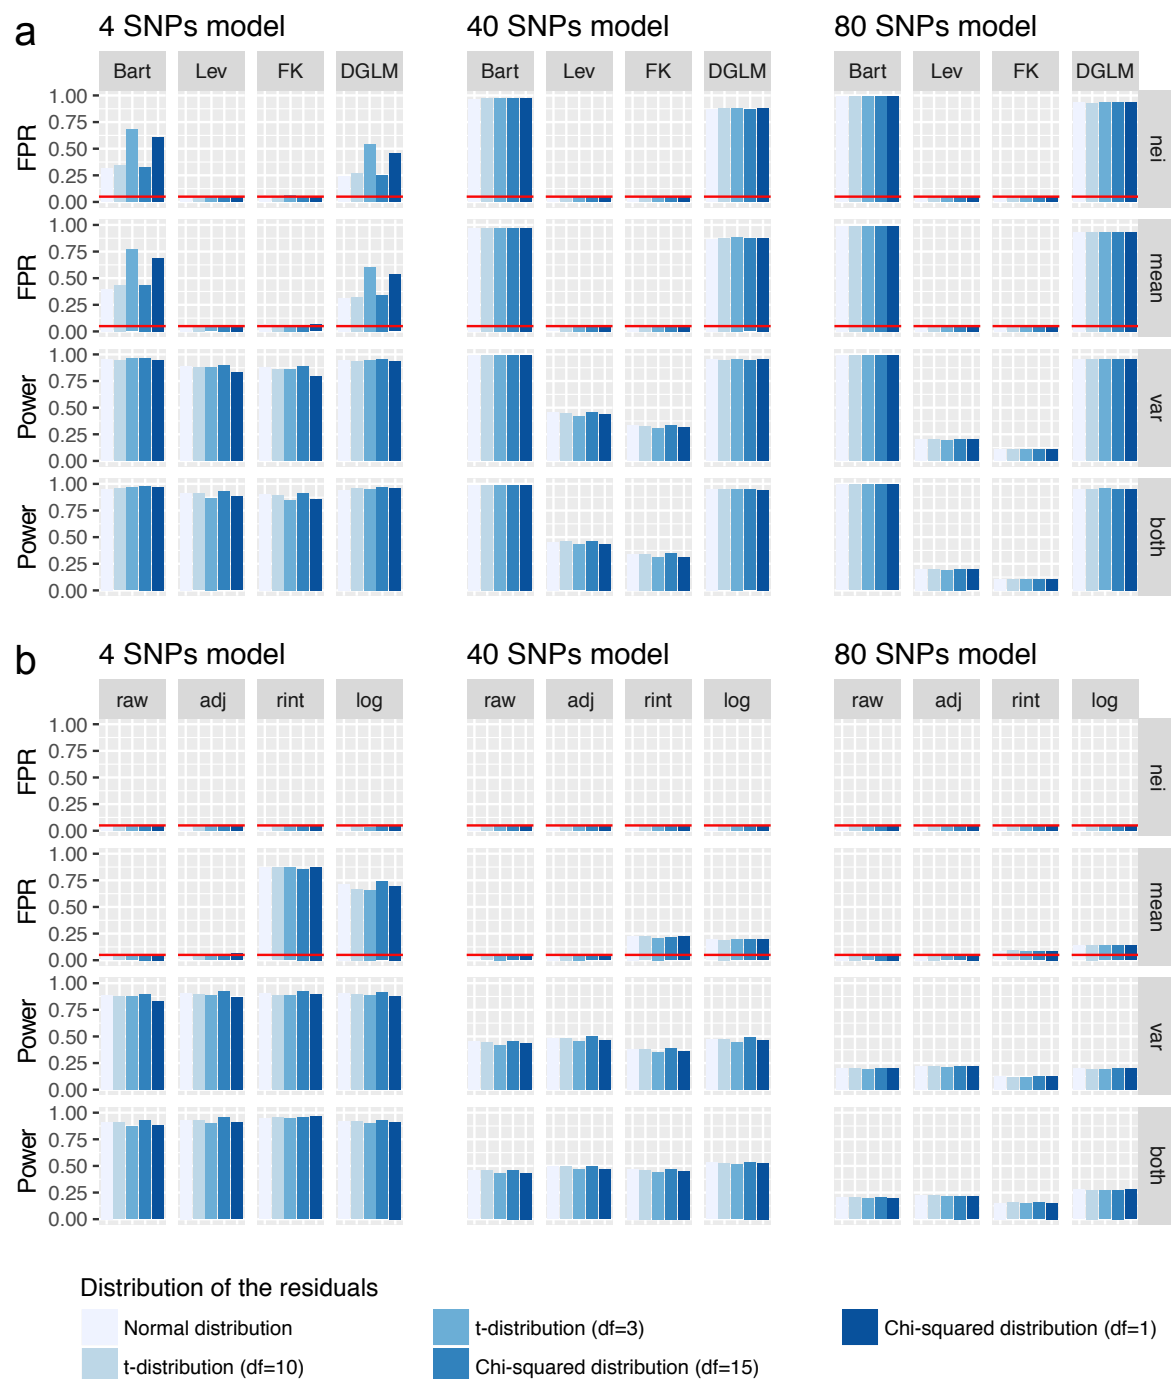 a
4 SNPs model 40 SNPs model 80 SNPs model
Bart Lev FK DGLM Bart Lev FK DGLM Bart Lev FK DGLM
FPR 1.00 0.75 0.50 0.25 0.00 nei
FPR 1.00 0.75 0.50 0.25 0.00 mean
Power 1.00 0.75 0.50 0.25 0.00 var
Power 1.00 0.75 0.50 0.25 0.00 both
b
4 SNPs model 40 SNPs model 80 SNPs model
raw adj rint log raw adj rint log raw adj rint log
FPR 1.00 0.75 0.50 0.25 0.00 nei
FPR 1.00 0.75 0.50 0.25 0.00 mean
Power 1.00 0.75 0.50 0.25 0.00 var
Power 1.00 0.75 0.50 0.25 0.00 both
Distribution of the residuals
Normal distribution t-distribution (df=3) Chi-squared distribution (df=1)
t-distribution (df=10) Chi-squared distribution (df=15)